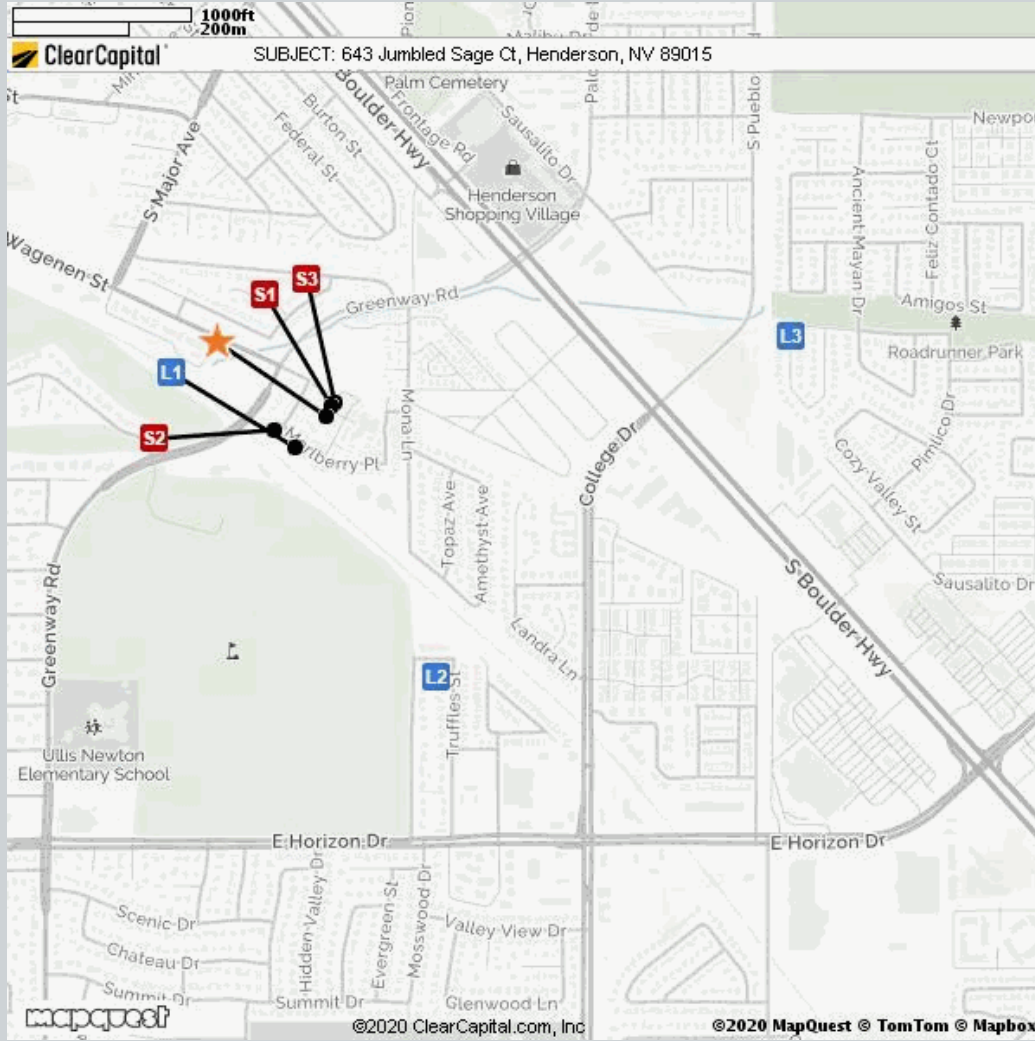 1000ft
200m
ClearCapital
SUBJECT: 643 Jumbled Sage Ct, Henderson, NV 89015
Palm Cemetery
S Pueblo
Newpo
Boulder Hwy
Frontage Rd
Sausalito Dr
Burton St
Federal St
S Major Ave
Henderson
Shopping Village
Ancient Mayan Dr
Feliz Contado Ct
Wagenen St
S1
S3
Greenway Rd
Amigos St
L3
Roadrunner Park
L1
S2
Marlberry Pl
Mona Ln
College Dr
Pimlico Dr
Cozy Valley St
Topaz Ave
Amethyst Ave
Sausalito Dr
S Boulder Hwy
Greenway Rd
Landra Ln
L2
Truffles St
Ullis Newton
Elementary School
E Horizon Dr
E Horizon Dr
Scenic Dr
Chateau Dr
Summit Dr
Hidden Valley Dr
Evergreen St
Mosswood Dr
Valley View Dr
Summit Dr
Glenwood Ln
mapquest
©2020 ClearCapital.com, Inc
©2020 MapQuest © TomTom © Mapbox